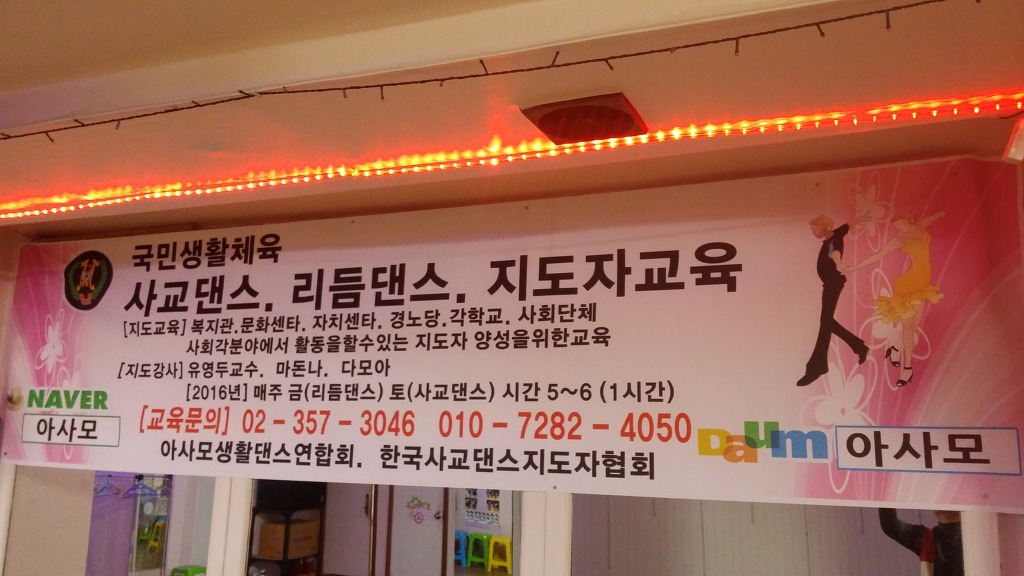 국민생활체육
사교댄스. 리듬댄스. 지도자교육
[지도교육] 복지관.문화센타. 자치센타. 경노당.각학교. 사회단체
사회각분야에서 활동을할수있는 지도자 양성을위한교육
[지도강사] 유영두교수. 마돈나. 다모아
[2016년] 매주 금(리듬댄스) 토(사교댄스) 시간 5~6 (1시간)
NAVER
아사모
[교육문의] 02-357-3046 010-7282-4050
Daum
아사모
아사모생활댄스연합회. 한국사교댄스지도자협회